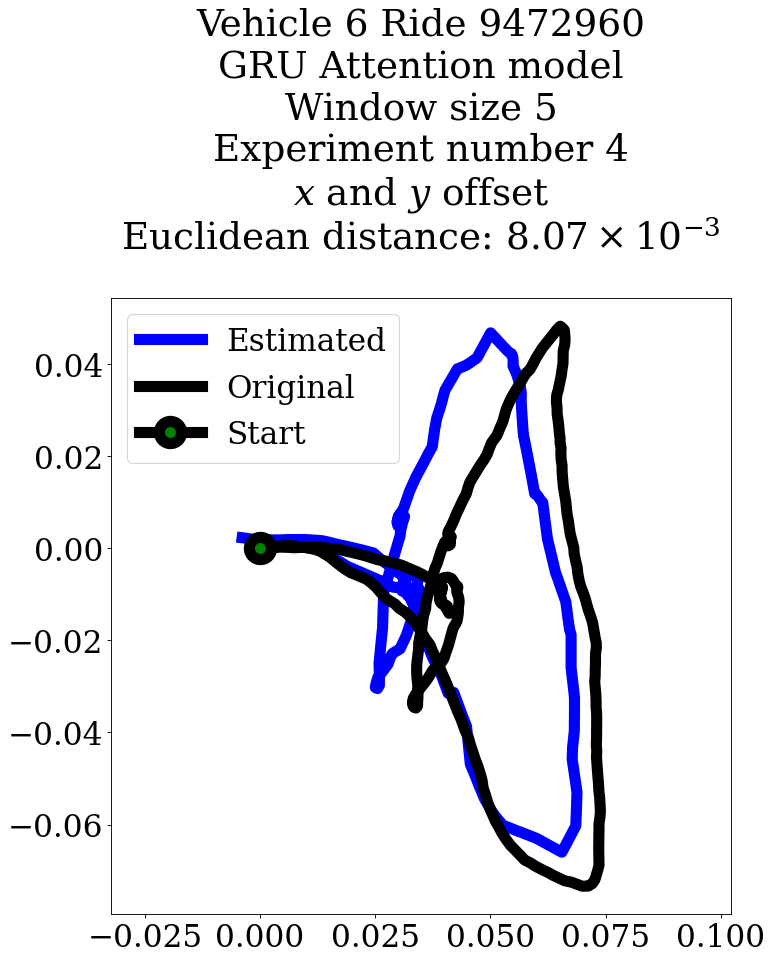 Vehicle 6 Ride 9472960
GRU Attention model
Window size 5
Experiment number 4
x and y offset
Euclidean distance: 8.07 × 10⁻³
Estimated
Original
Start
0.04
0.02
0.00
−0.02
−0.04
−0.06
−0.025 0.000 0.025 0.050 0.075 0.100